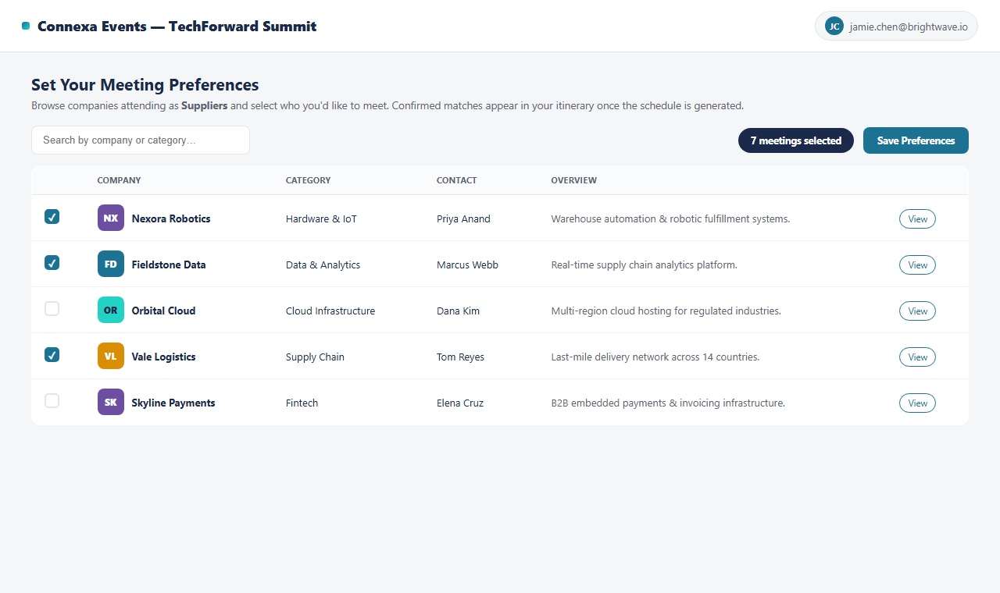 Connexa Events — TechForward Summit
JC jamie.chen@brightwave.io
Set Your Meeting Preferences
Browse companies attending as Suppliers and select who you'd like to meet. Confirmed matches appear in your itinerary once the schedule is generated.
Search by company or category…
7 meetings selected
Save Preferences
COMPANY CATEGORY CONTACT OVERVIEW
NX Nexora Robotics Hardware & IoT Priya Anand Warehouse automation & robotic fulfillment systems. View
FD Fieldstone Data Data & Analytics Marcus Webb Real-time supply chain analytics platform. View
OR Orbital Cloud Cloud Infrastructure Dana Kim Multi-region cloud hosting for regulated industries. View
VL Vale Logistics Supply Chain Tom Reyes Last-mile delivery network across 14 countries. View
SK Skyline Payments Fintech Elena Cruz B2B embedded payments & invoicing infrastructure. View